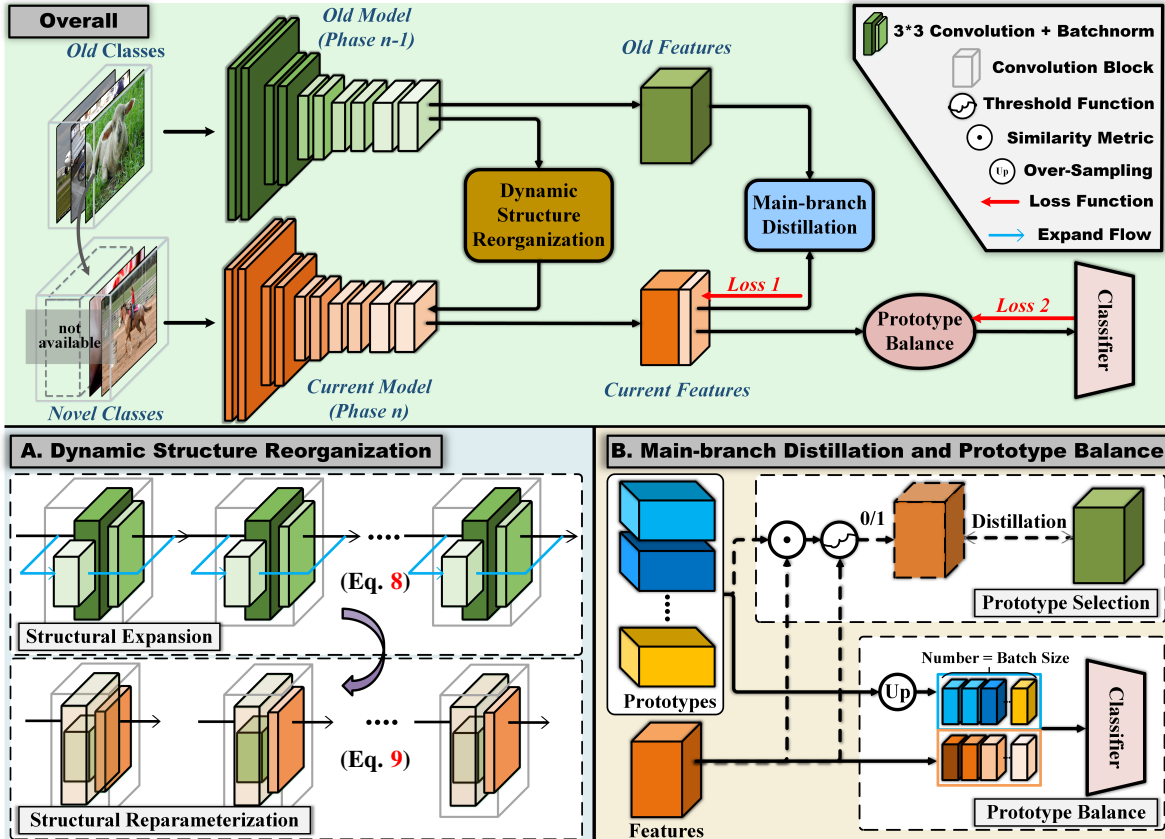 Overall
Old Classes
Old Model
(Phase n-1)
Old Features
3*3 Convolution + Batchnorm
Convolution Block
Threshold Function
Similarity Metric
Up
Over-Sampling
Loss Function
Expand Flow
Dynamic
Structure
Reorganization
Main-branch
Distillation
not
available
Novel Classes
Current Model
(Phase n)
Current Features
Loss 1
Prototype
Balance
Loss 2
Classifier
A. Dynamic Structure Reorganization
(Eq. 8)
Structural Expansion
(Eq. 9)
Structural Reparameterization
B. Main-branch Distillation and Prototype Balance
Prototypes
Features
0/1
Distillation
Prototype Selection
Number = Batch Size
Up
Classifier
Prototype Balance